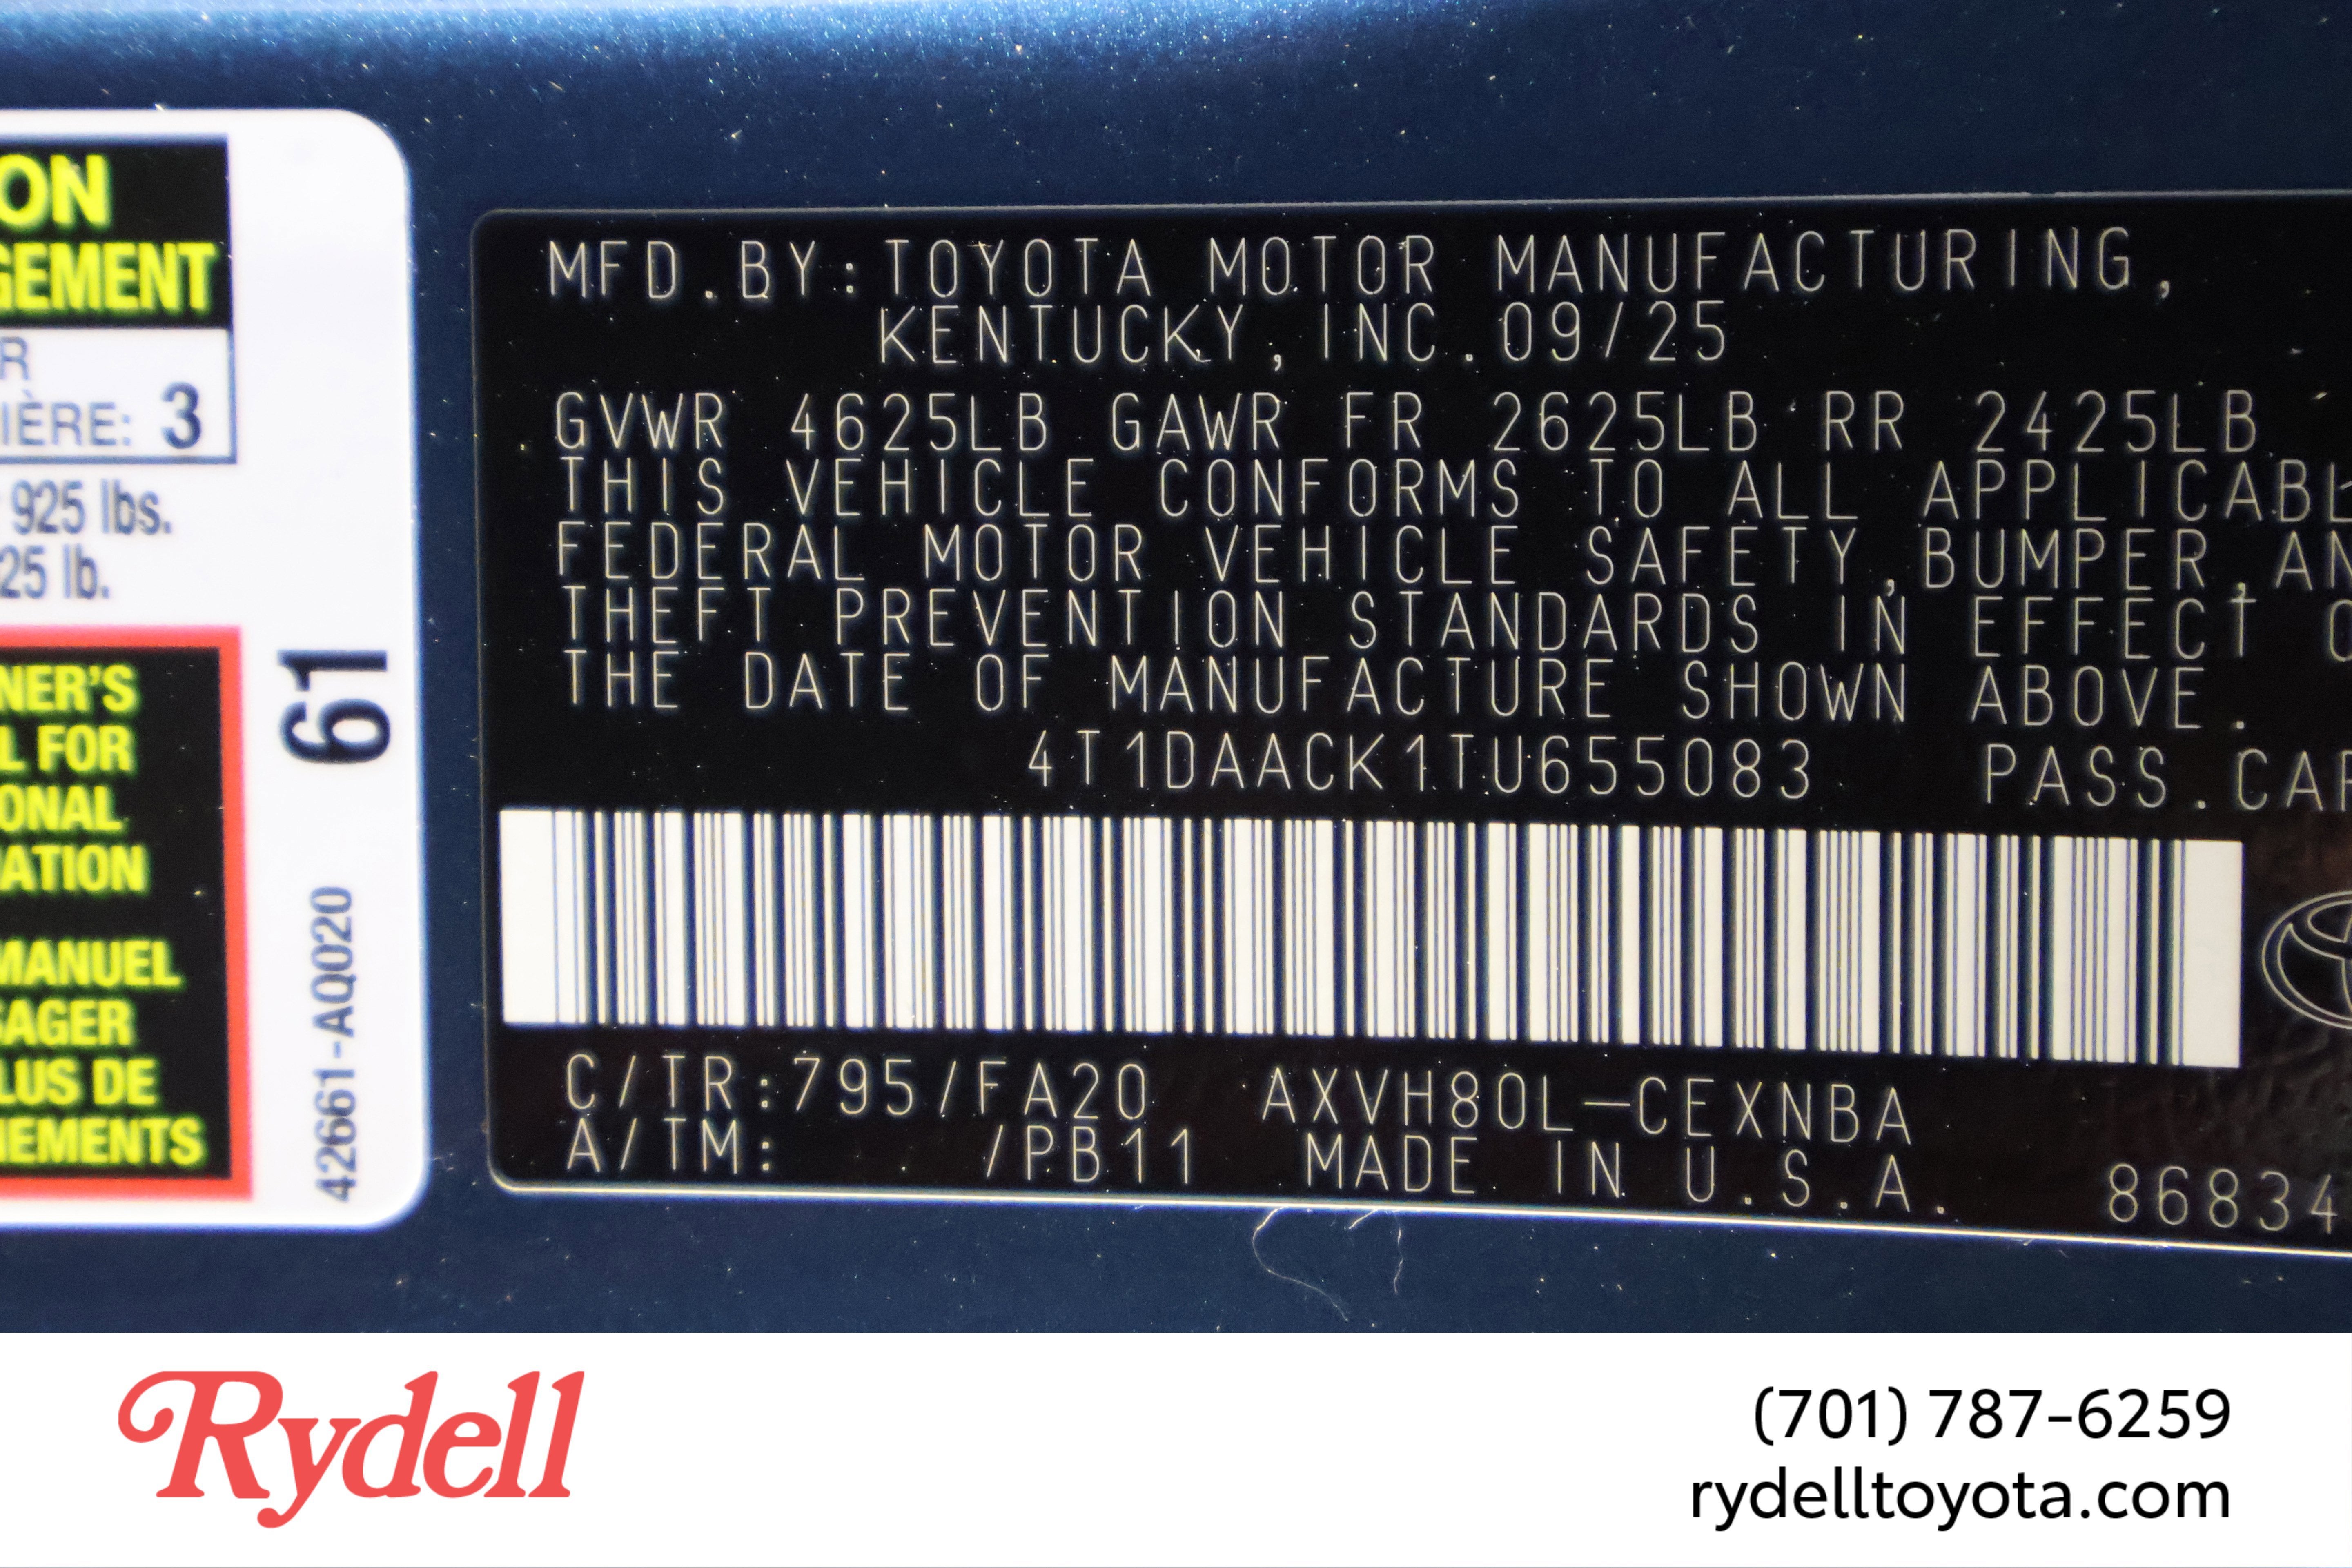 ON
GEMENT
R
IÈRE: 3
925 lbs.
25 lb.
NER'S
L FOR
ONAL
ATION
MANUEL
SAGER
LUS DE
NEMENTS
61
42661-AQ020
MFD.BY:TOYOTA MOTOR MANUFACTURING,
KENTUCKY,INC.09/25
GVWR 4625LB GAWR FR 2625LB RR 2425LB
THIS VEHICLE CONFORMS TO ALL APPLICABL
FEDERAL MOTOR VEHICLE SAFETY,BUMPER,AN
THEFT PREVENTION STANDARDS IN EFFECT O
THE DATE OF MANUFACTURE SHOWN ABOVE.
4T1DAACK1TU655083 PASS.CAR
C/TR:795/FA20 AXVH80L-CEXNBA
A/TM: /PB11 MADE IN U.S.A. 86834
Rydell
(701) 787-6259
rydelltoyota.com